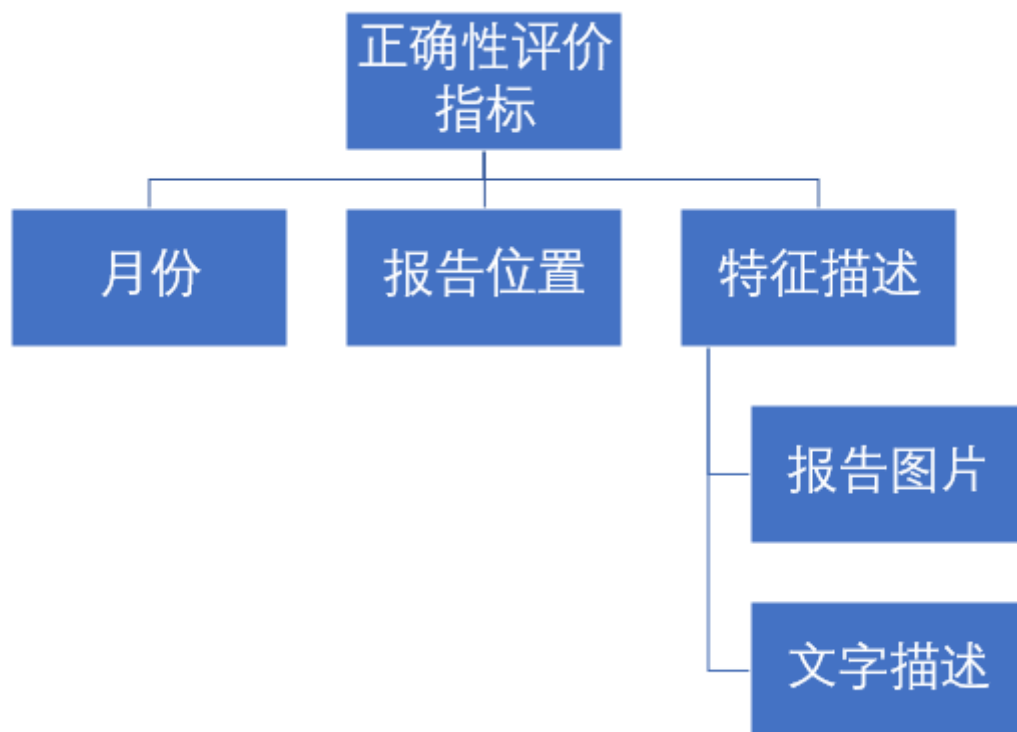 正确性评价
指标
月份
报告位置
特征描述
报告图片
文字描述